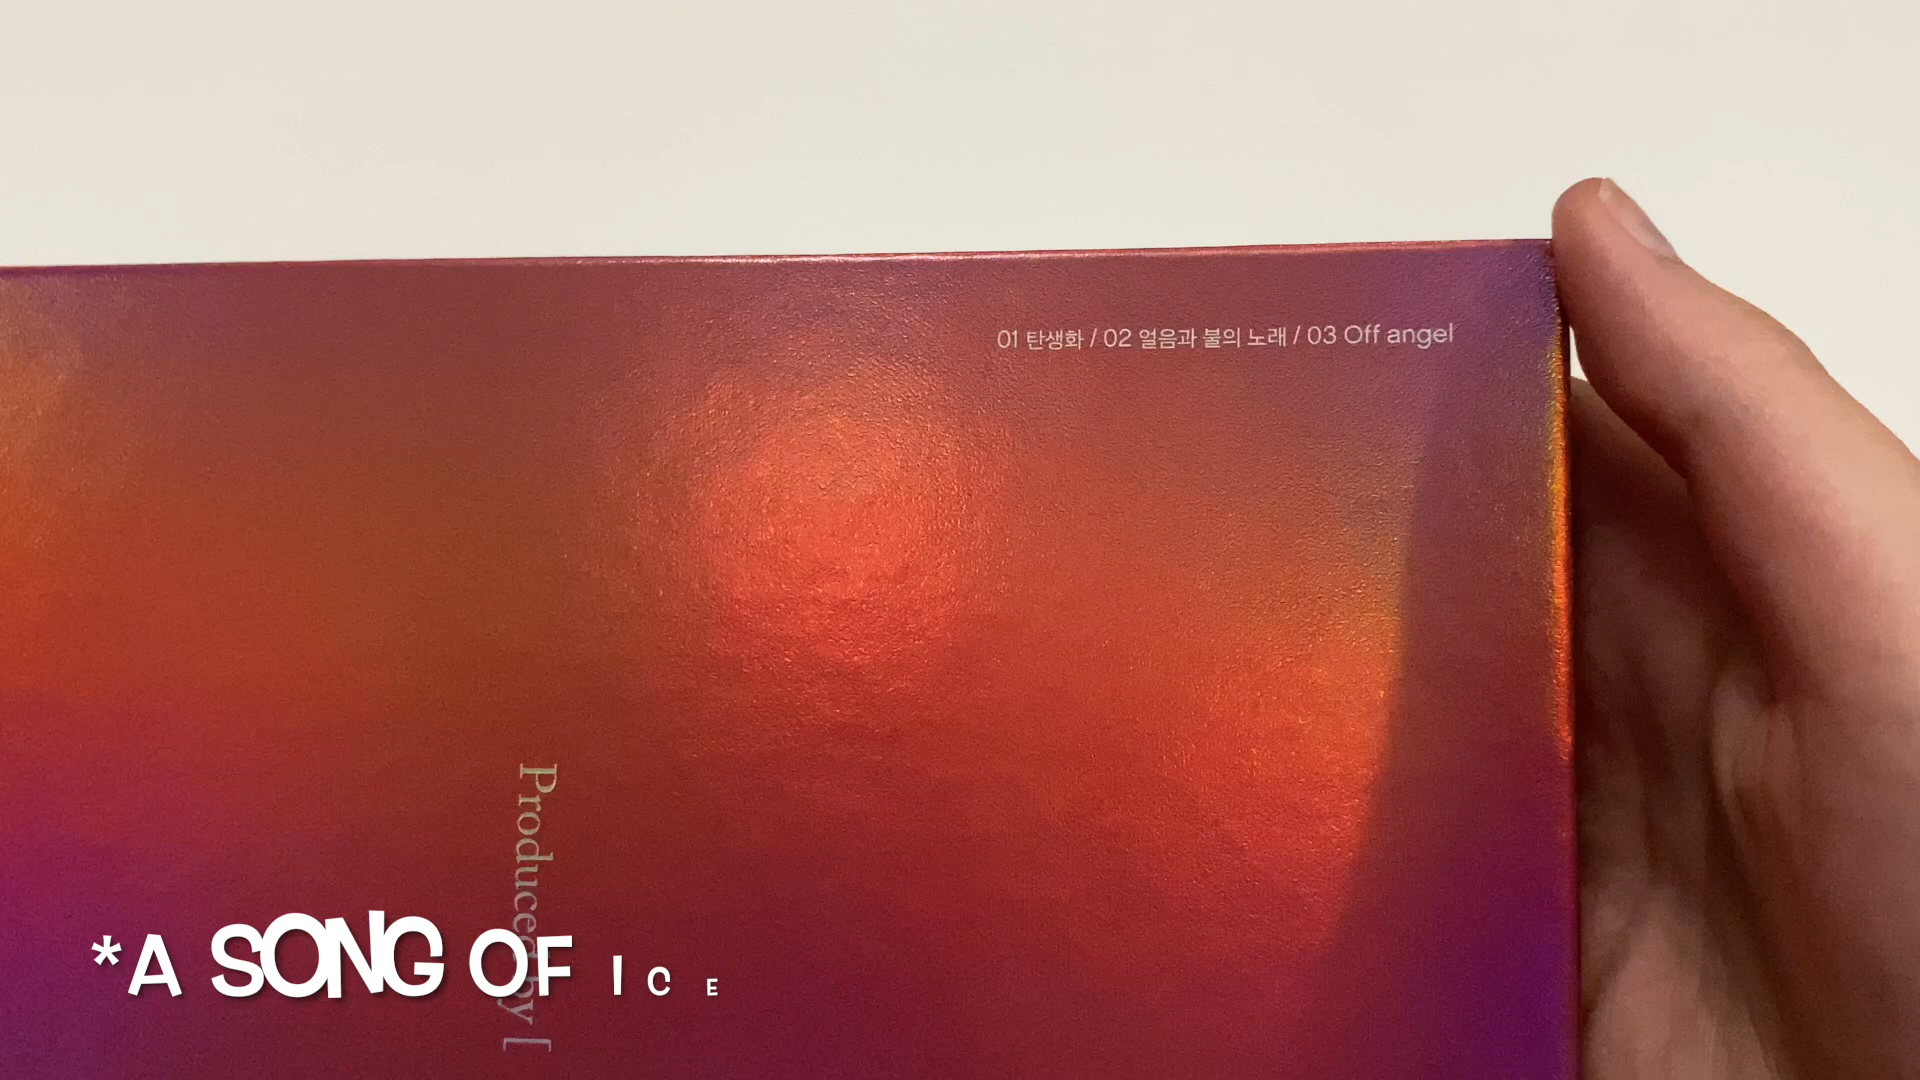 01 탄생화 / 02 얼음과 불의 노래 / 03 Off angel
Produced by [
*A SONG OF ICE